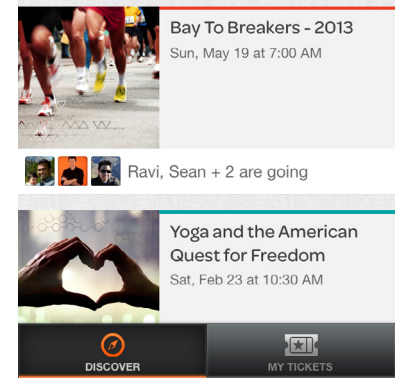 Bay To Breakers - 2013
Sun, May 19 at 7:00 AM
Ravi, Sean + 2 are going
Yoga and the American
Quest for Freedom
Sat, Feb 23 at 10:30 AM
DISCOVER
MY TICKETS